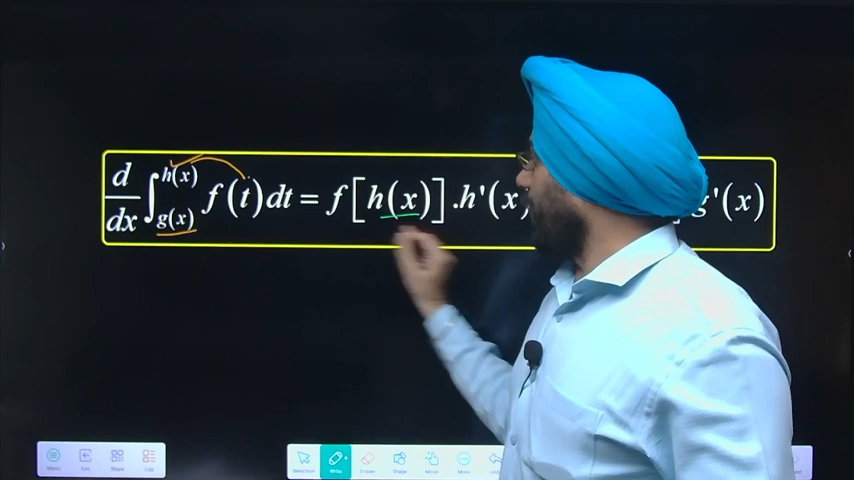 d/dx ∫_{g(x)}^{h(x)} f(t)dt = f[h(x)].h'(x) ] g'(x)
Menu Exit Share List Selection Write Eraser Shape Move More